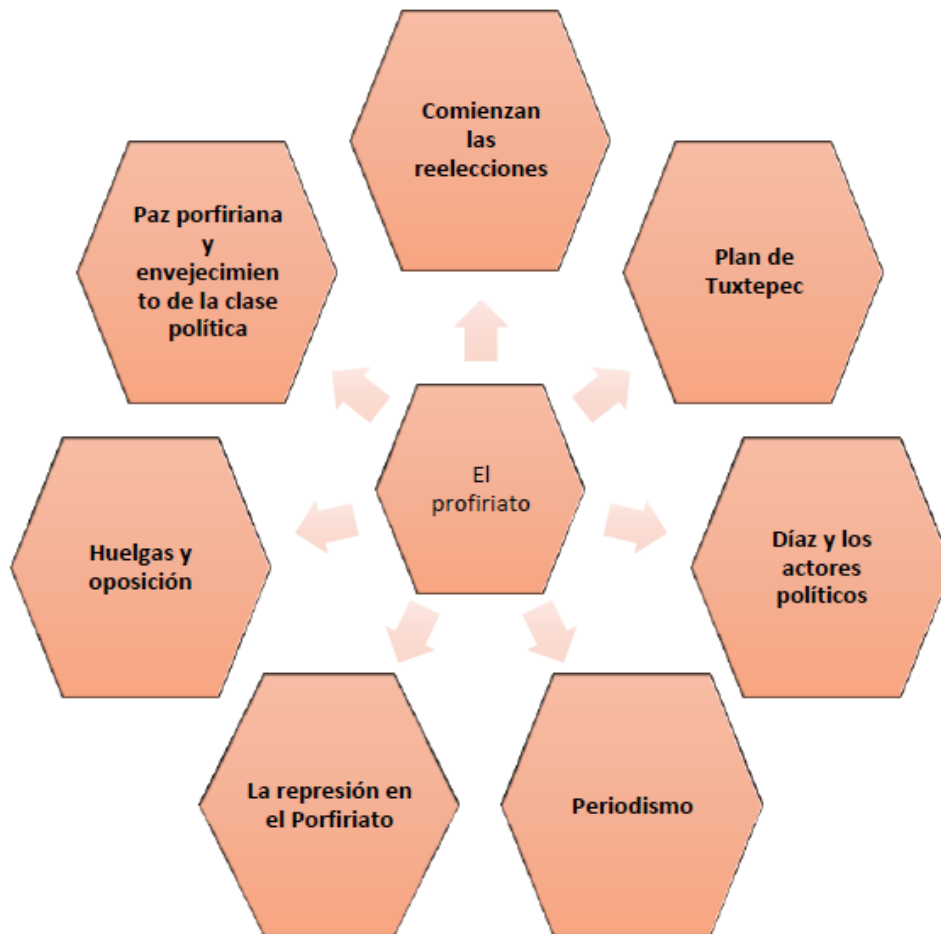 Comienzan
las
reelecciones
Paz porfiriana
y
envejecimien
to de la clase
política
Plan de
Tuxtepec
El
profiriato
Huelgas y
oposición
Díaz y los
actores
políticos
La represión en
el Porfiriato
Periodismo